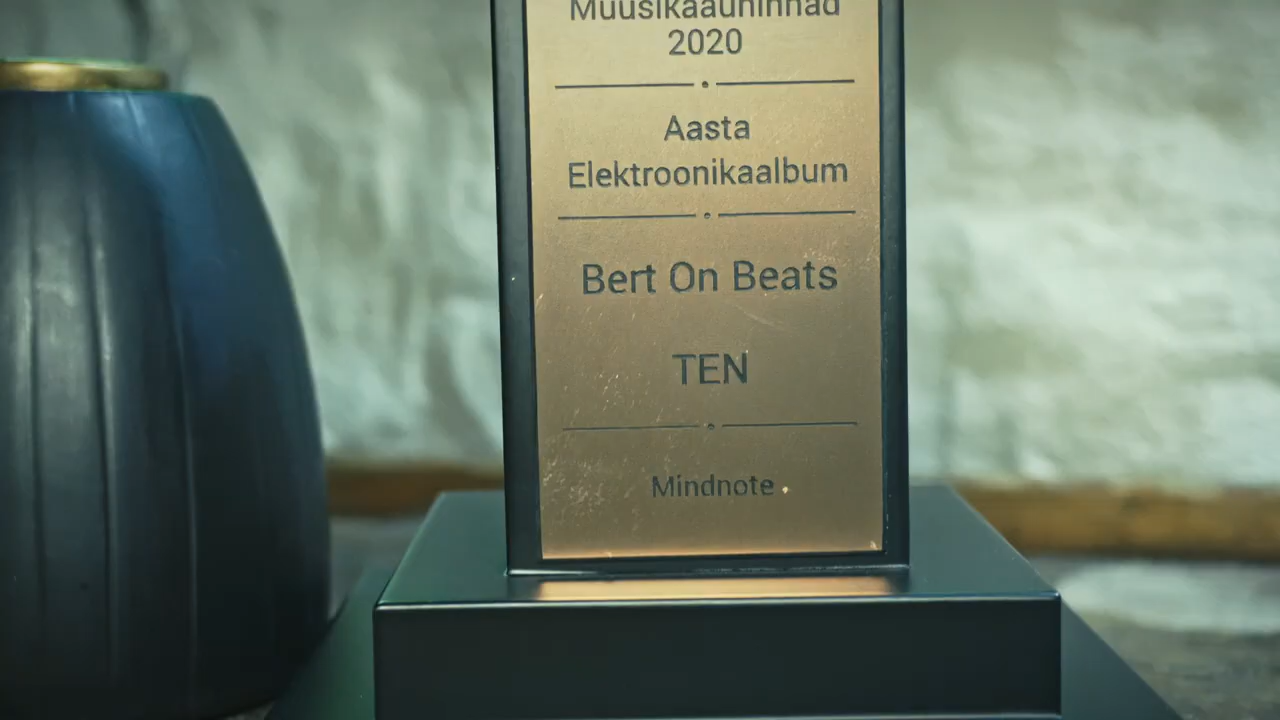 Muusikaauhinnad
2020
Aasta
Elektroonikaalbum
Bert On Beats
TEN
Mindnote